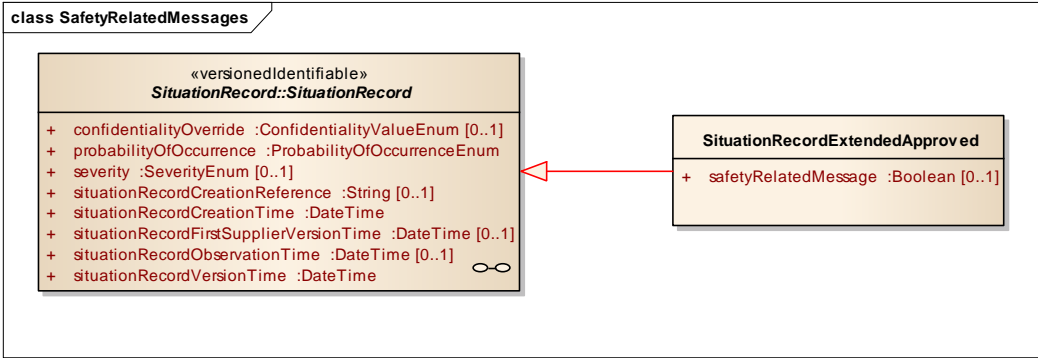 class SafetyRelatedMessages
«versionedIdentifiable»
SituationRecord::SituationRecord
+ confidentialityOverride :ConfidentialityValueEnum [0..1]
+ probabilityOfOccurrence :ProbabilityOfOccurrenceEnum
+ severity :SeverityEnum [0..1]
+ situationRecordCreationReference :String [0..1]
+ situationRecordCreationTime :DateTime
+ situationRecordFirstSupplierVersionTime :DateTime [0..1]
+ situationRecordObservationTime :DateTime [0..1]
+ situationRecordVersionTime :DateTime
SituationRecordExtendedApproved
+ safetyRelatedMessage :Boolean [0..1]